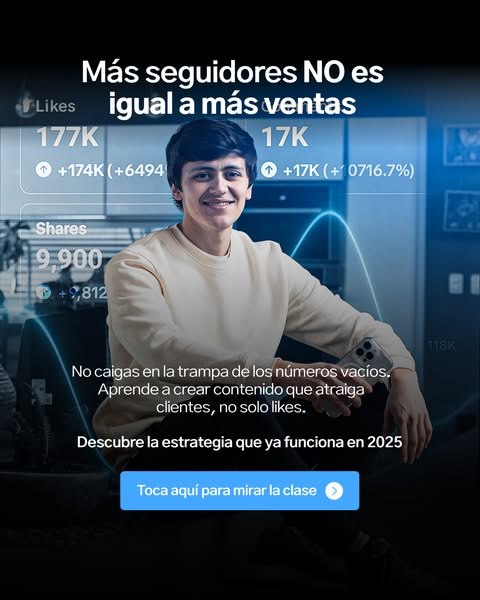 Más seguidores NO es
igual a más ventas
Likes
177K
+174K (+6494
17K
+17K (+10716.7%)
Shares
9,900
+9,812
118K
No caigas en la trampa de los números vacíos.
Aprende a crear contenido que atraiga
clientes, no solo likes.
Descubre la estrategia que ya funciona en 2025
Toca aquí para mirar la clase